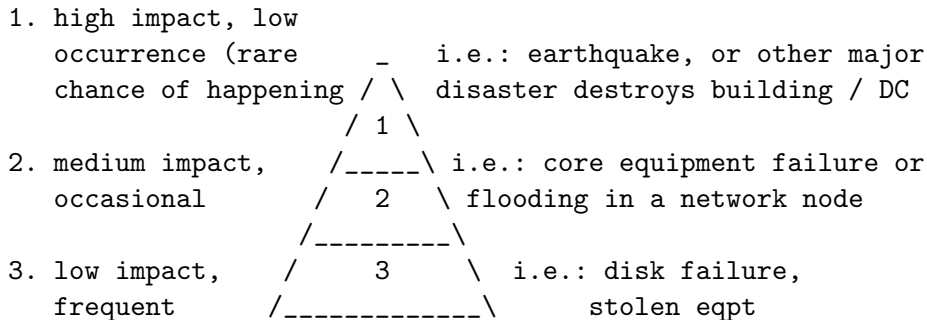 1. high impact, low
occurrence (rare _ i.e.: earthquake, or other major
chance of happening / \ disaster destroys building / DC
/ 1 \
2. medium impact, /_____\ i.e.: core equipment failure or
occasional / 2 \ flooding in a network node
/_________\
3. low impact, / 3 \ i.e.: disk failure,
frequent /_____________\ stolen eqpt